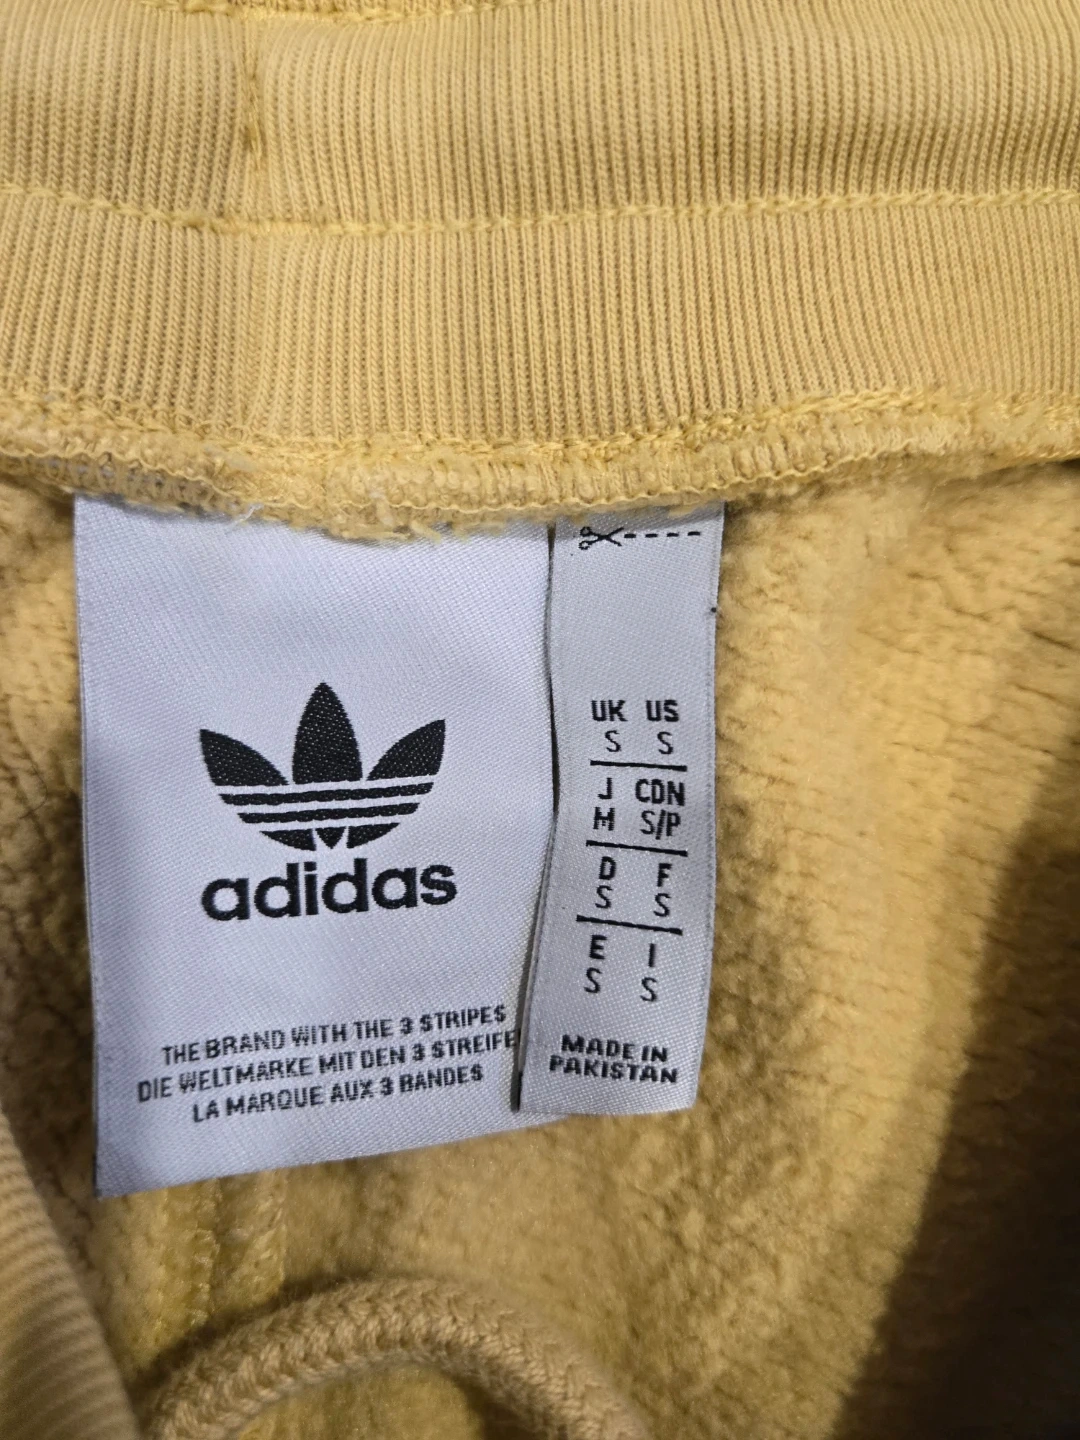 adidas
THE BRAND WITH THE 3 STRIPES
DIE WELTMARKE MIT DEN 3 STREIFE
LA MARQUE AUX 3 BANDES
UK US
S S
J CDN
M S/P
D F
S S
E I
S S
MADE IN
PAKISTAN